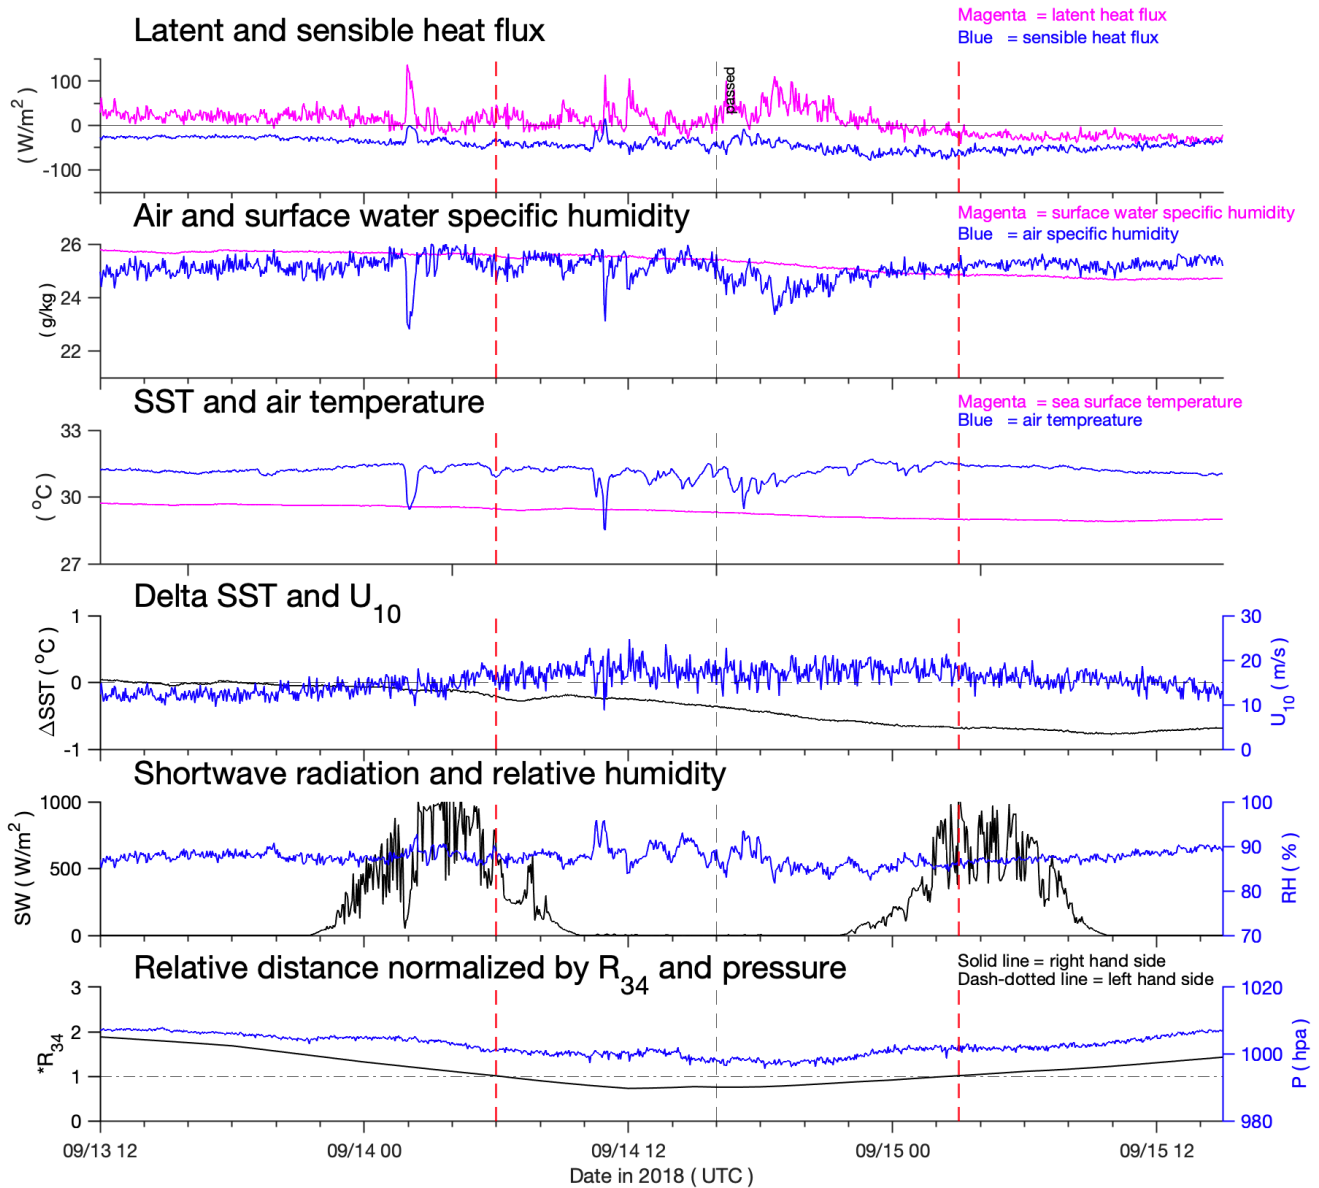 Latent and sensible heat flux
Magenta = latent heat flux
Blue = sensible heat flux
100
0
-100
( W/m2 )
passed
Air and surface water specific humidity
Magenta = surface water specific humidity
Blue = air specific humidity
26
24
22
( g/kg )
SST and air temperature
Magenta = sea surface temperature
Blue = air tempreature
33
30
27
( oC )
Delta SST and U10
1
0
-1
ΔSST ( oC )
30
20
10
0
U10 ( m/s )
Shortwave radiation and relative humidity
1000
500
0
SW ( W/m2 )
100
90
80
70
RH ( % )
Relative distance normalized by R34 and pressure
Solid line = right hand side
Dash-dotted line = left hand side
3
2
1
0
*R34
1020
1000
980
P ( hpa )
09/13 12
09/14 00
09/14 12
09/15 00
09/15 12
Date in 2018 ( UTC )